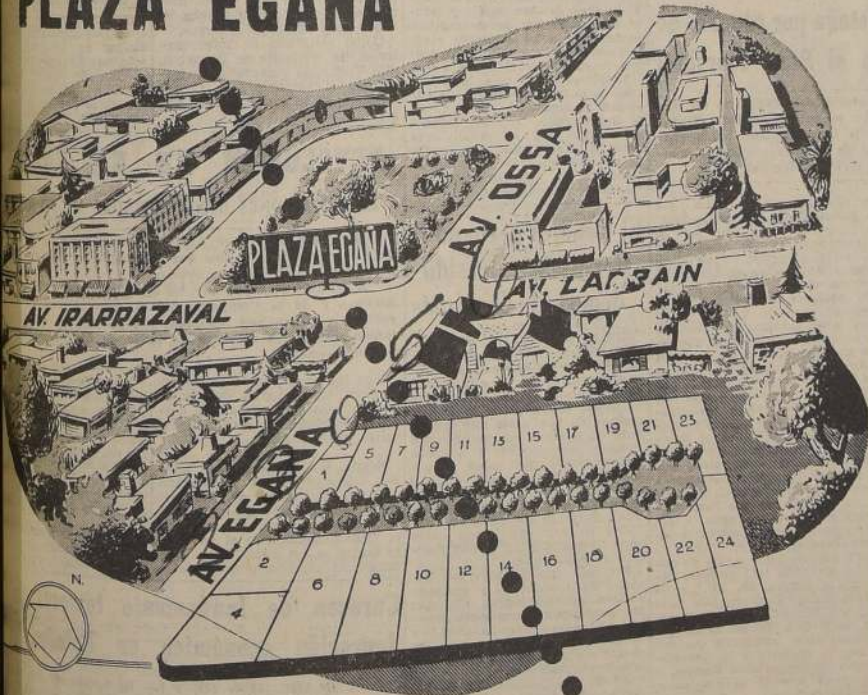 PLAZA EGAÑA
AV. OSSA
PLAZA EGAÑA
AV. LARRAIN
AV. IRARRAZAVAL
AV. EGAÑA
1 3 5 7 9 11 13 15 17 19 21 23
2 4 6 8 10 12 14 16 18 20 22 24
N.